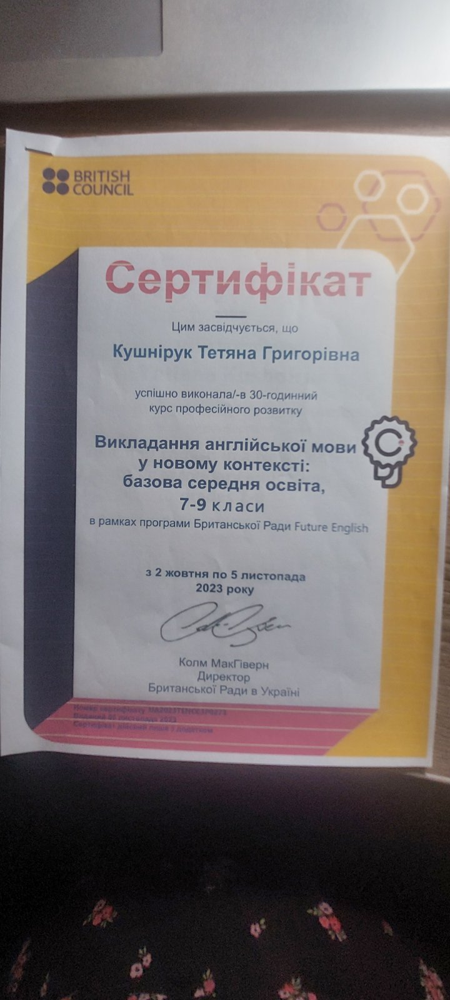 BRITISH
COUNCIL
Сертифікат
Цим засвідчується, що
Кушнірук Тетяна Григорівна
успішно виконала/-в 30-годинний
курс професійного розвитку
Викладання англійської мови
у новому контексті:
базова середня освіта,
7-9 класи
в рамках програми Британської Ради Future English
з 2 жовтня по 5 листопада
2023 року
Колм МакГіверн
Директор
Британської Ради в Україні
Номер сертифікату
Виданий 05 листопада 2023
Сертифікат дійсний лише з додатком